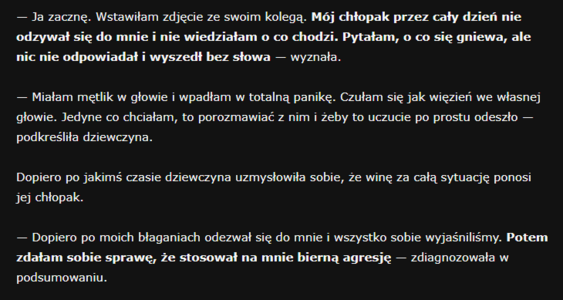 — Ja zacznę. Wstawiłam zdjęcie ze swoim kolegą. Mój chłopak przez cały dzień nie
odzywał się do mnie i nie wiedziałam o co chodzi. Pytałam, o co się gniewa, ale
nic nie odpowiadał i wyszedł bez słowa — wyznała.
— Miałam mętlik w głowie i wpadłam w totalną panikę. Czułam się jak więzień we własnej
głowie. Jedyne co chciałam, to porozmawiać z nim i żeby to uczucie po prostu odeszło —
podkreśliła dziewczyna.
Dopiero po jakimś czasie dziewczyna uzmysłowiła sobie, że winę za całą sytuację ponosi
jej chłopak.
— Dopiero po moich błaganiach odezwał się do mnie i wszystko sobie wyjaśniliśmy. Potem
zdałam sobie sprawę, że stosował na mnie bierną agresję — zdiagnozowała w
podsumowaniu.